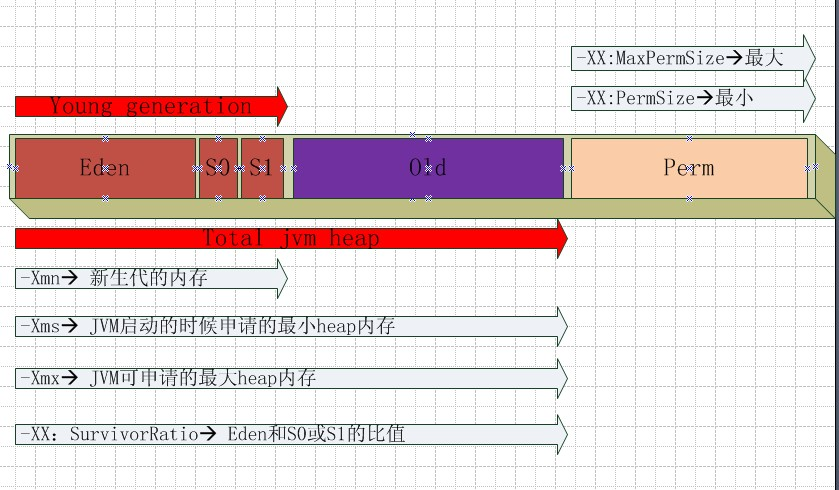 -XX:MaxPermSize→最大
-XX:PermSize→最小
Young generation
Eden S0 S1 Old Perm
Total jvm heap
-Xmn→ 新生代的内存
-Xms→ JVM启动的时候申请的最小heap内存
-Xmx→ JVM可申请的最大heap内存
-XX: SurvivorRatio→ Eden和S0或S1的比值